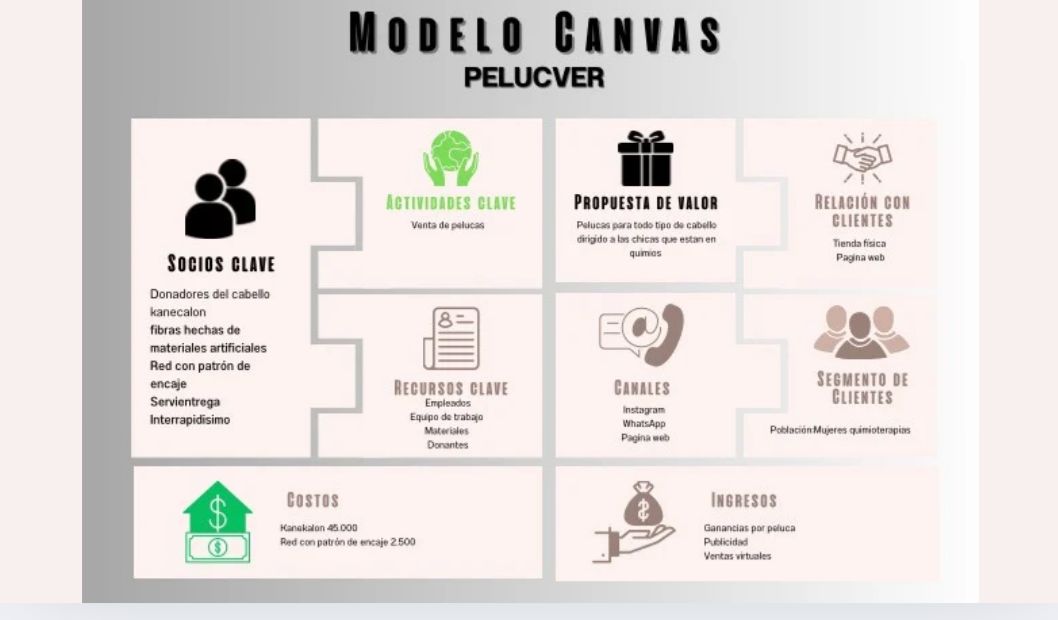 MODELO CANVAS
PELUCVER
SOCIOS CLAVE
Donadores del cabello
kanecalon
fibras hechas de
materiales artificiales
Red con patrón de
encaje
Servientrega
Interrapidisimo
ACTIVIDADES CLAVE
Venta de pelucas
RECURSOS CLAVE
Empleados
Equipo de trabajo
Materiales
Donantes
PROPUESTA DE VALOR
Pelucas para todo tipo de cabello
dirigido a las chicas que estan en
quimios
CANALES
Instagram
WhatsApp
Pagina web
RELACIÓN CON
CLIENTES
Tienda física
Pagina web
SEGMENTO DE
CLIENTES
Población:Mujeres quimioterapias
COSTOS
Kanekalon 45.000
Red con patrón de encaje 2.500
INGRESOS
Ganancias por peluca
Publicidad
Ventas virtuales